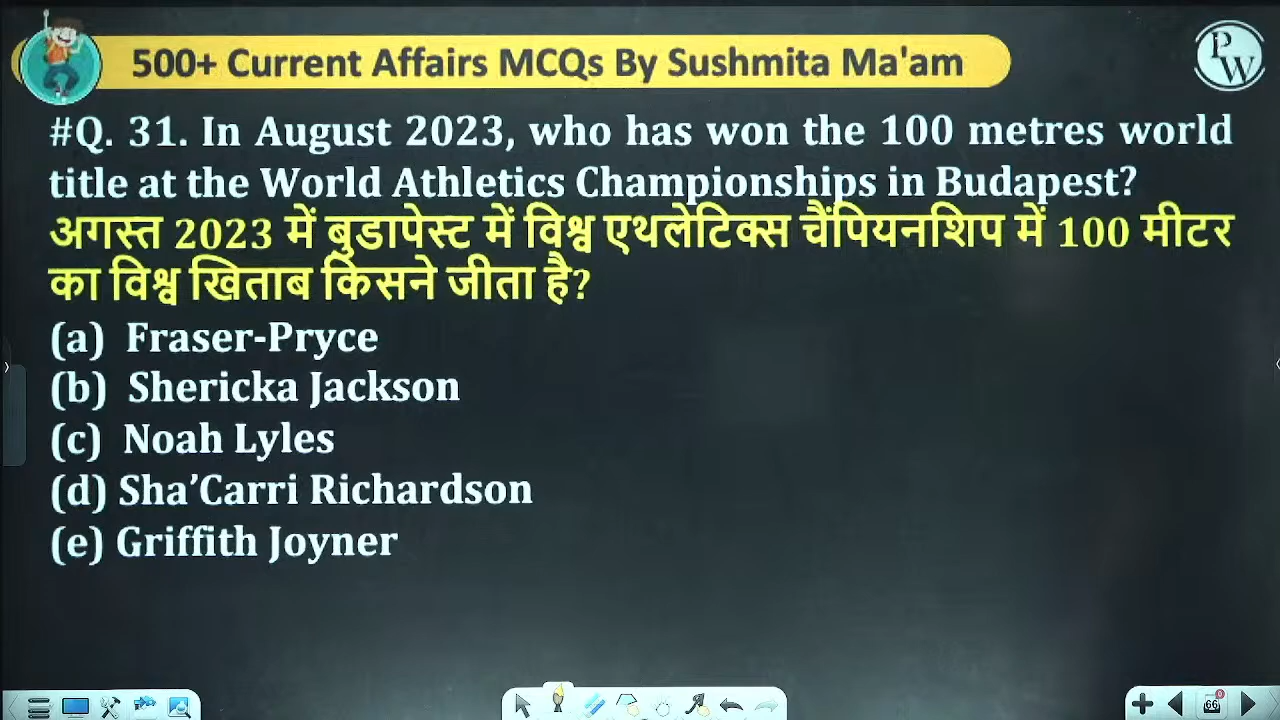 500+ Current Affairs MCQs By Sushmita Ma'am
PW
#Q. 31. In August 2023, who has won the 100 metres world
title at the World Athletics Championships in Budapest?
अगस्त 2023 में बुडापेस्ट में विश्व एथलेटिक्स चैंपियनशिप में 100 मीटर
का विश्व खिताब किसने जीता है?
(a) Fraser-Pryce
(b) Shericka Jackson
(c) Noah Lyles
(d) Sha’Carri Richardson
(e) Griffith Joyner
66
0